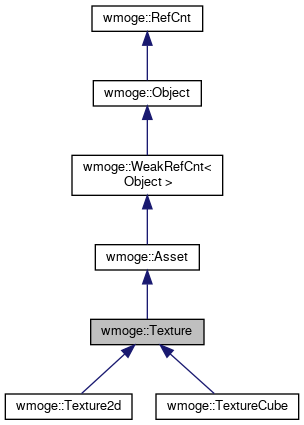 wmoge::RefCnt
wmoge::Object
wmoge::WeakRefCnt<
Object >
wmoge::Asset
wmoge::Texture
wmoge::Texture2d
wmoge::TextureCube